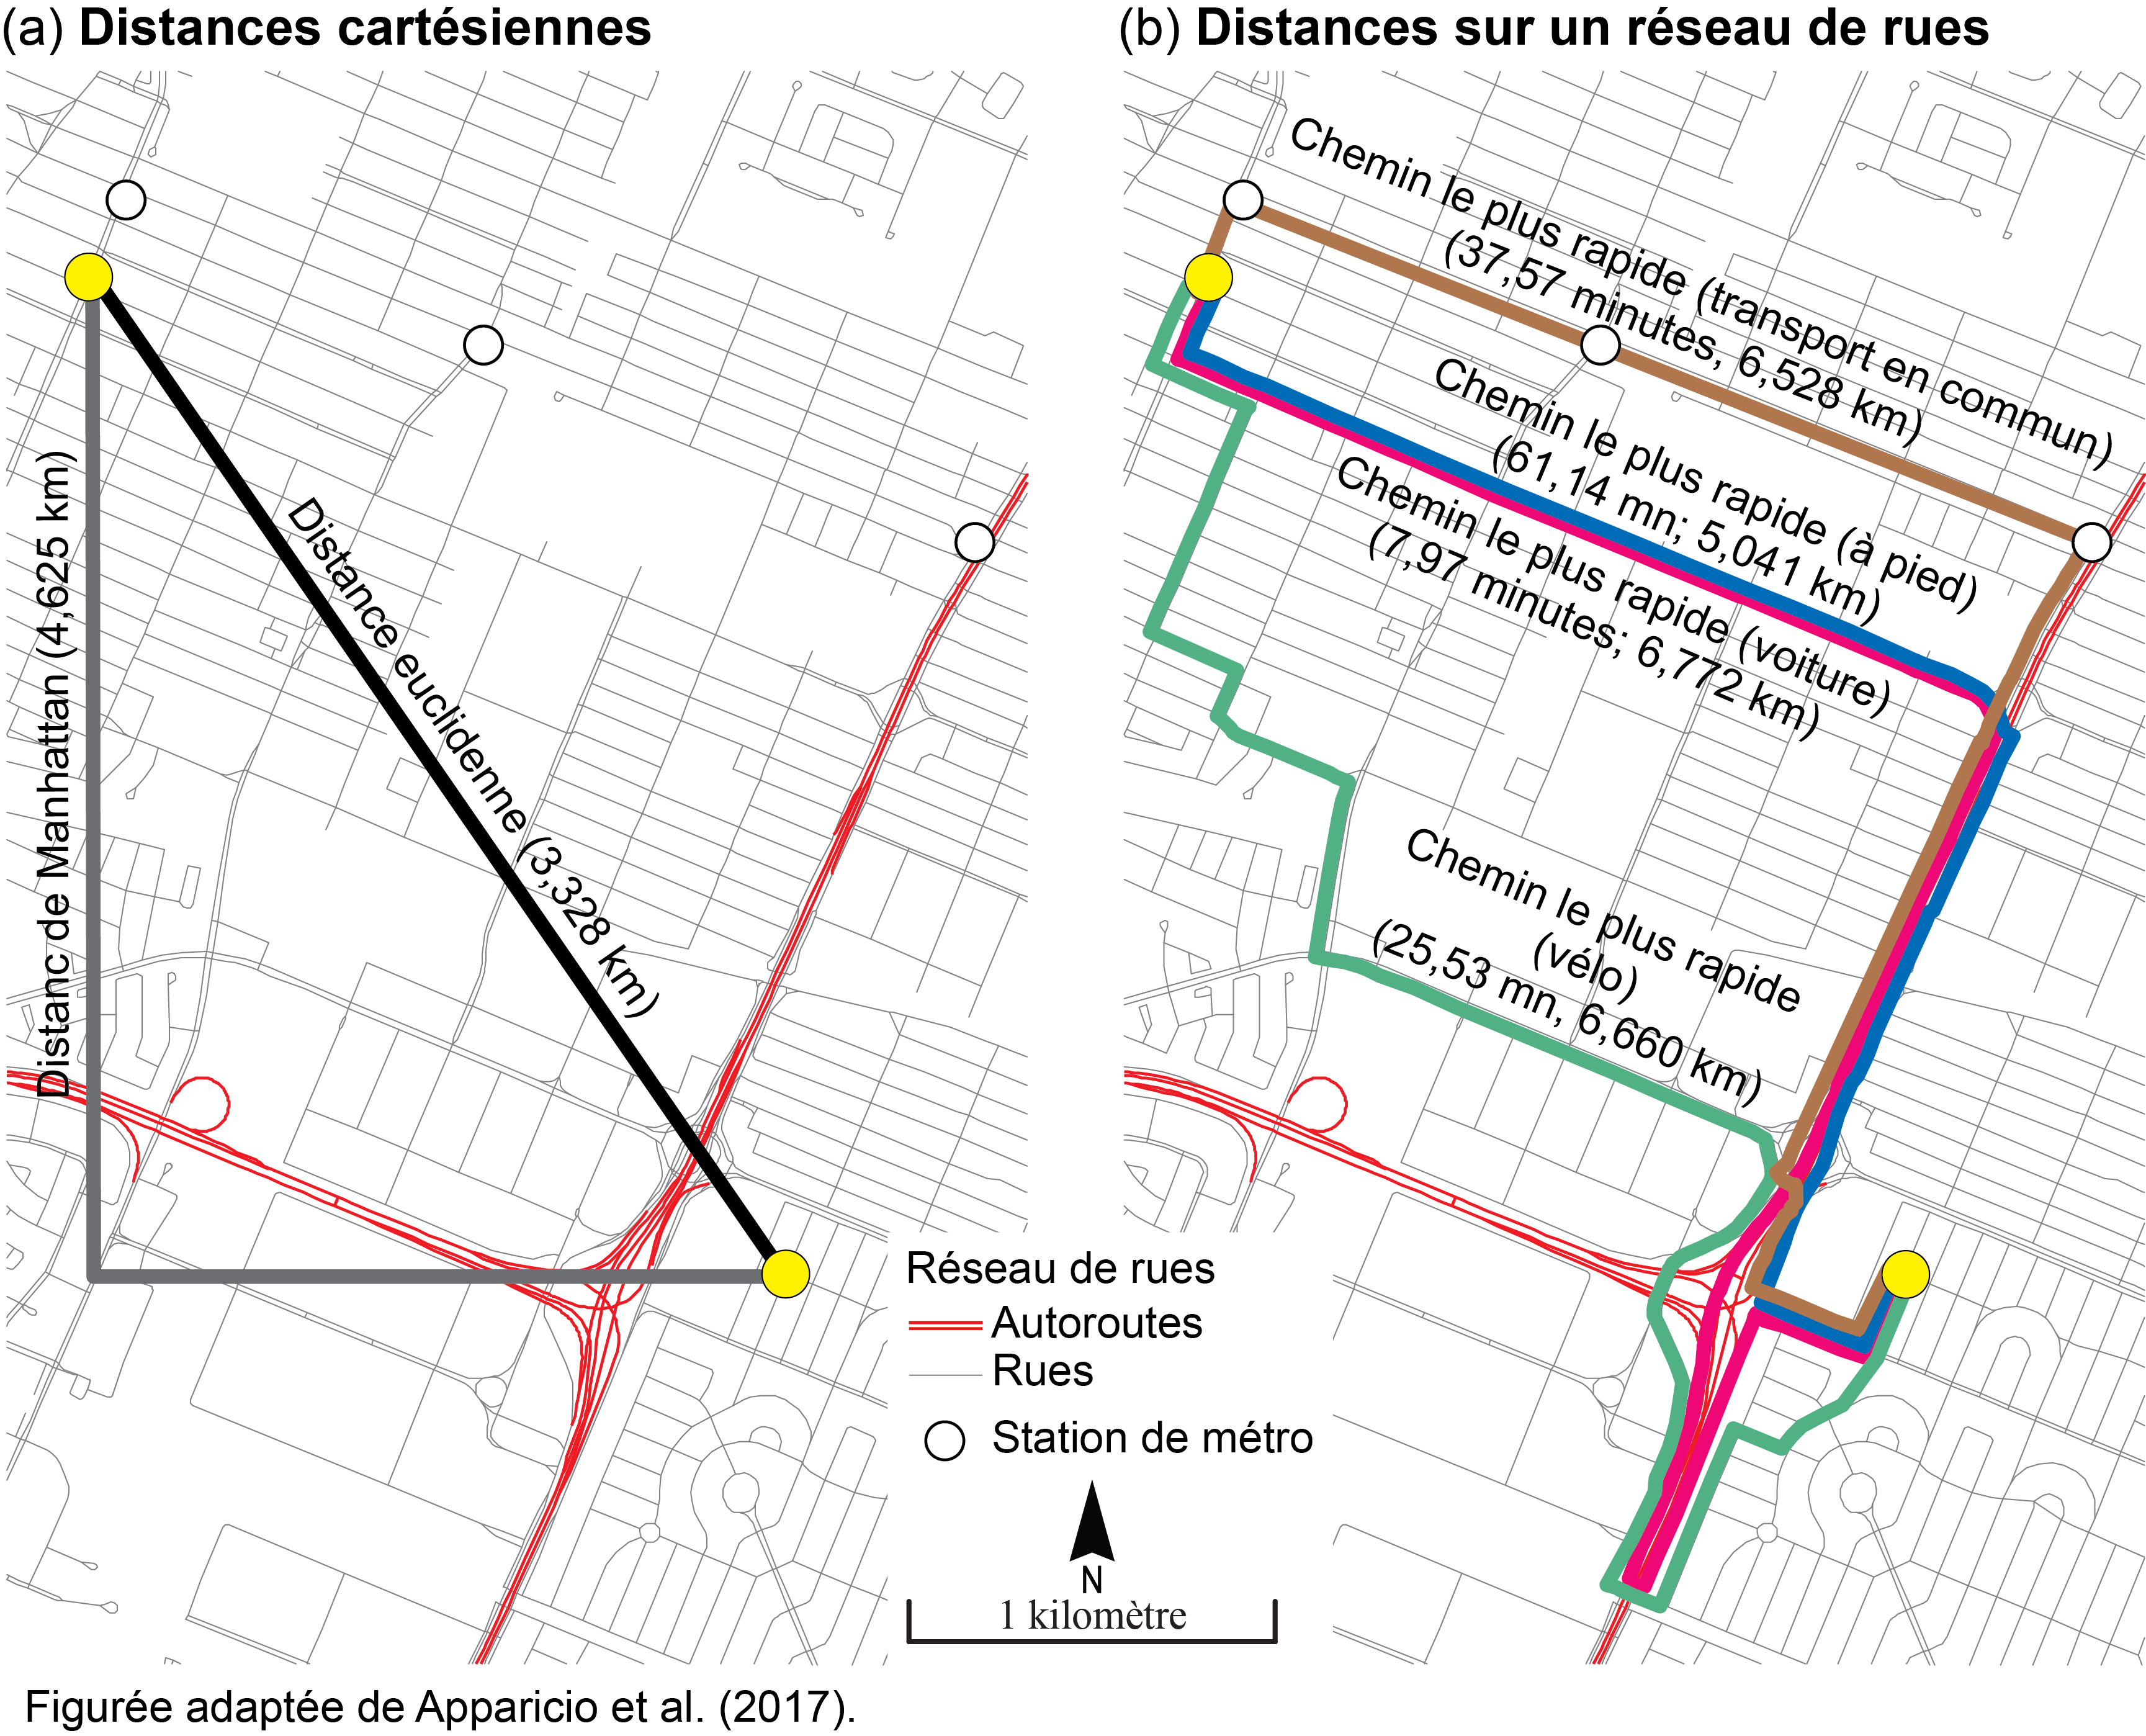 (a) Distances cartésiennes
Distanc de Manhattan (4,625 km)
Distance euclidenne (3,328 km)
(b) Distances sur un réseau de rues
Chemin le plus rapide (transport en commun)
(37,57 minutes, 6,528 km)
Chemin le plus rapide (à pied)
(61,14 mn; 5,041 km)
Chemin le plus rapide (voiture)
(7,97 minutes; 6,772 km)
Chemin le plus rapide
(vélo)
(25,53 mn, 6,660 km)
Réseau de rues
Autoroutes
Rues
Station de métro
N
1 kilomètre
Figurée adaptée de Apparicio et al. (2017).